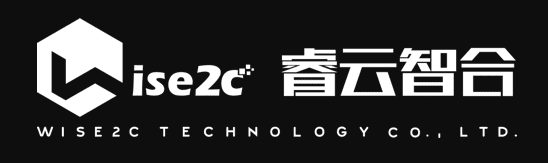 Wise2c 睿云智合
WISE2C TECHNOLOGY CO., LTD.